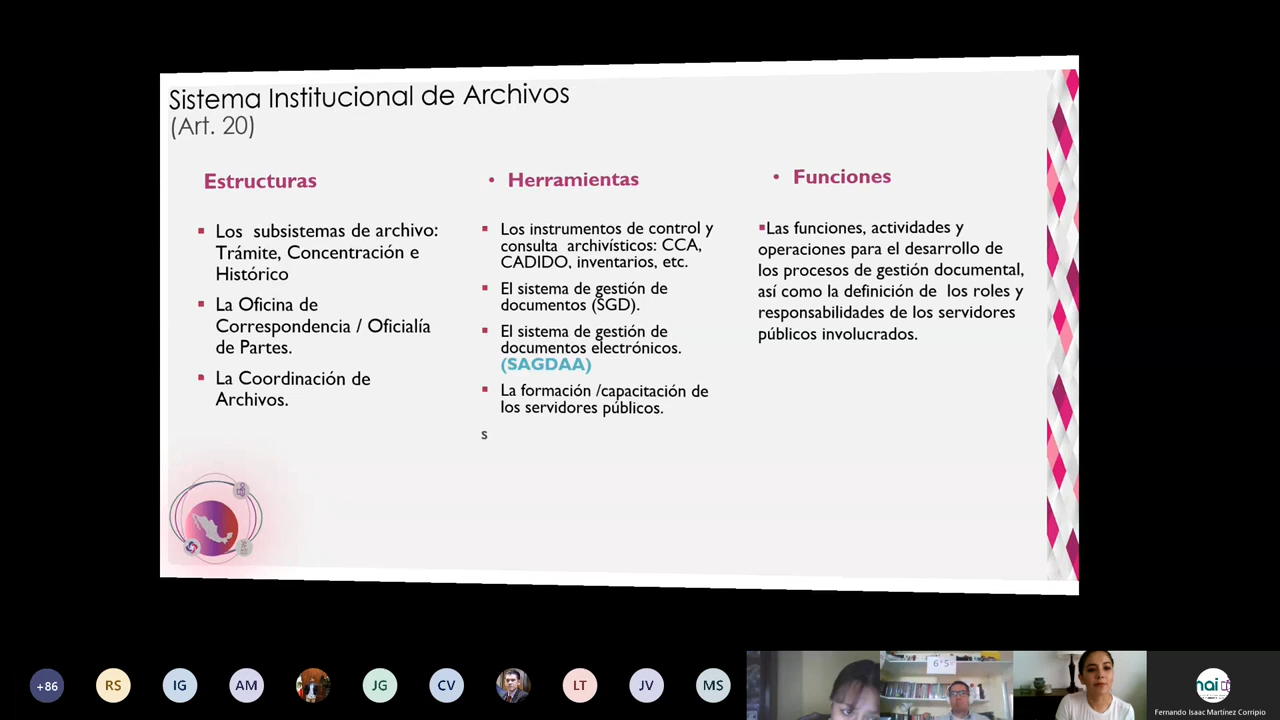 Sistema Institucional de Archivos
(Art. 20)
Estructuras
▪ Los subsistemas de archivo:
Trámite, Concentración e
Histórico
▪ La Oficina de
Correspondencia / Oficialía
de Partes.
▪ La Coordinación de
Archivos.
• Herramientas
▪ Los instrumentos de control y
consulta archivísticos: CCA,
CADIDO, inventarios, etc.
▪ El sistema de gestión de
documentos (SGD).
▪ El sistema de gestión de
documentos electrónicos.
(SAGDAA)
▪ La formación /capacitación de
los servidores públicos.
s
• Funciones
▪Las funciones, actividades y
operaciones para el desarrollo de
los procesos de gestión documental,
así como la definición de los roles y
responsabilidades de los servidores
públicos involucrados.
+86
RS
IG
AM
JG
CV
LT
JV
MS
6°5
nai
Fernando Isaac Martínez Corripio